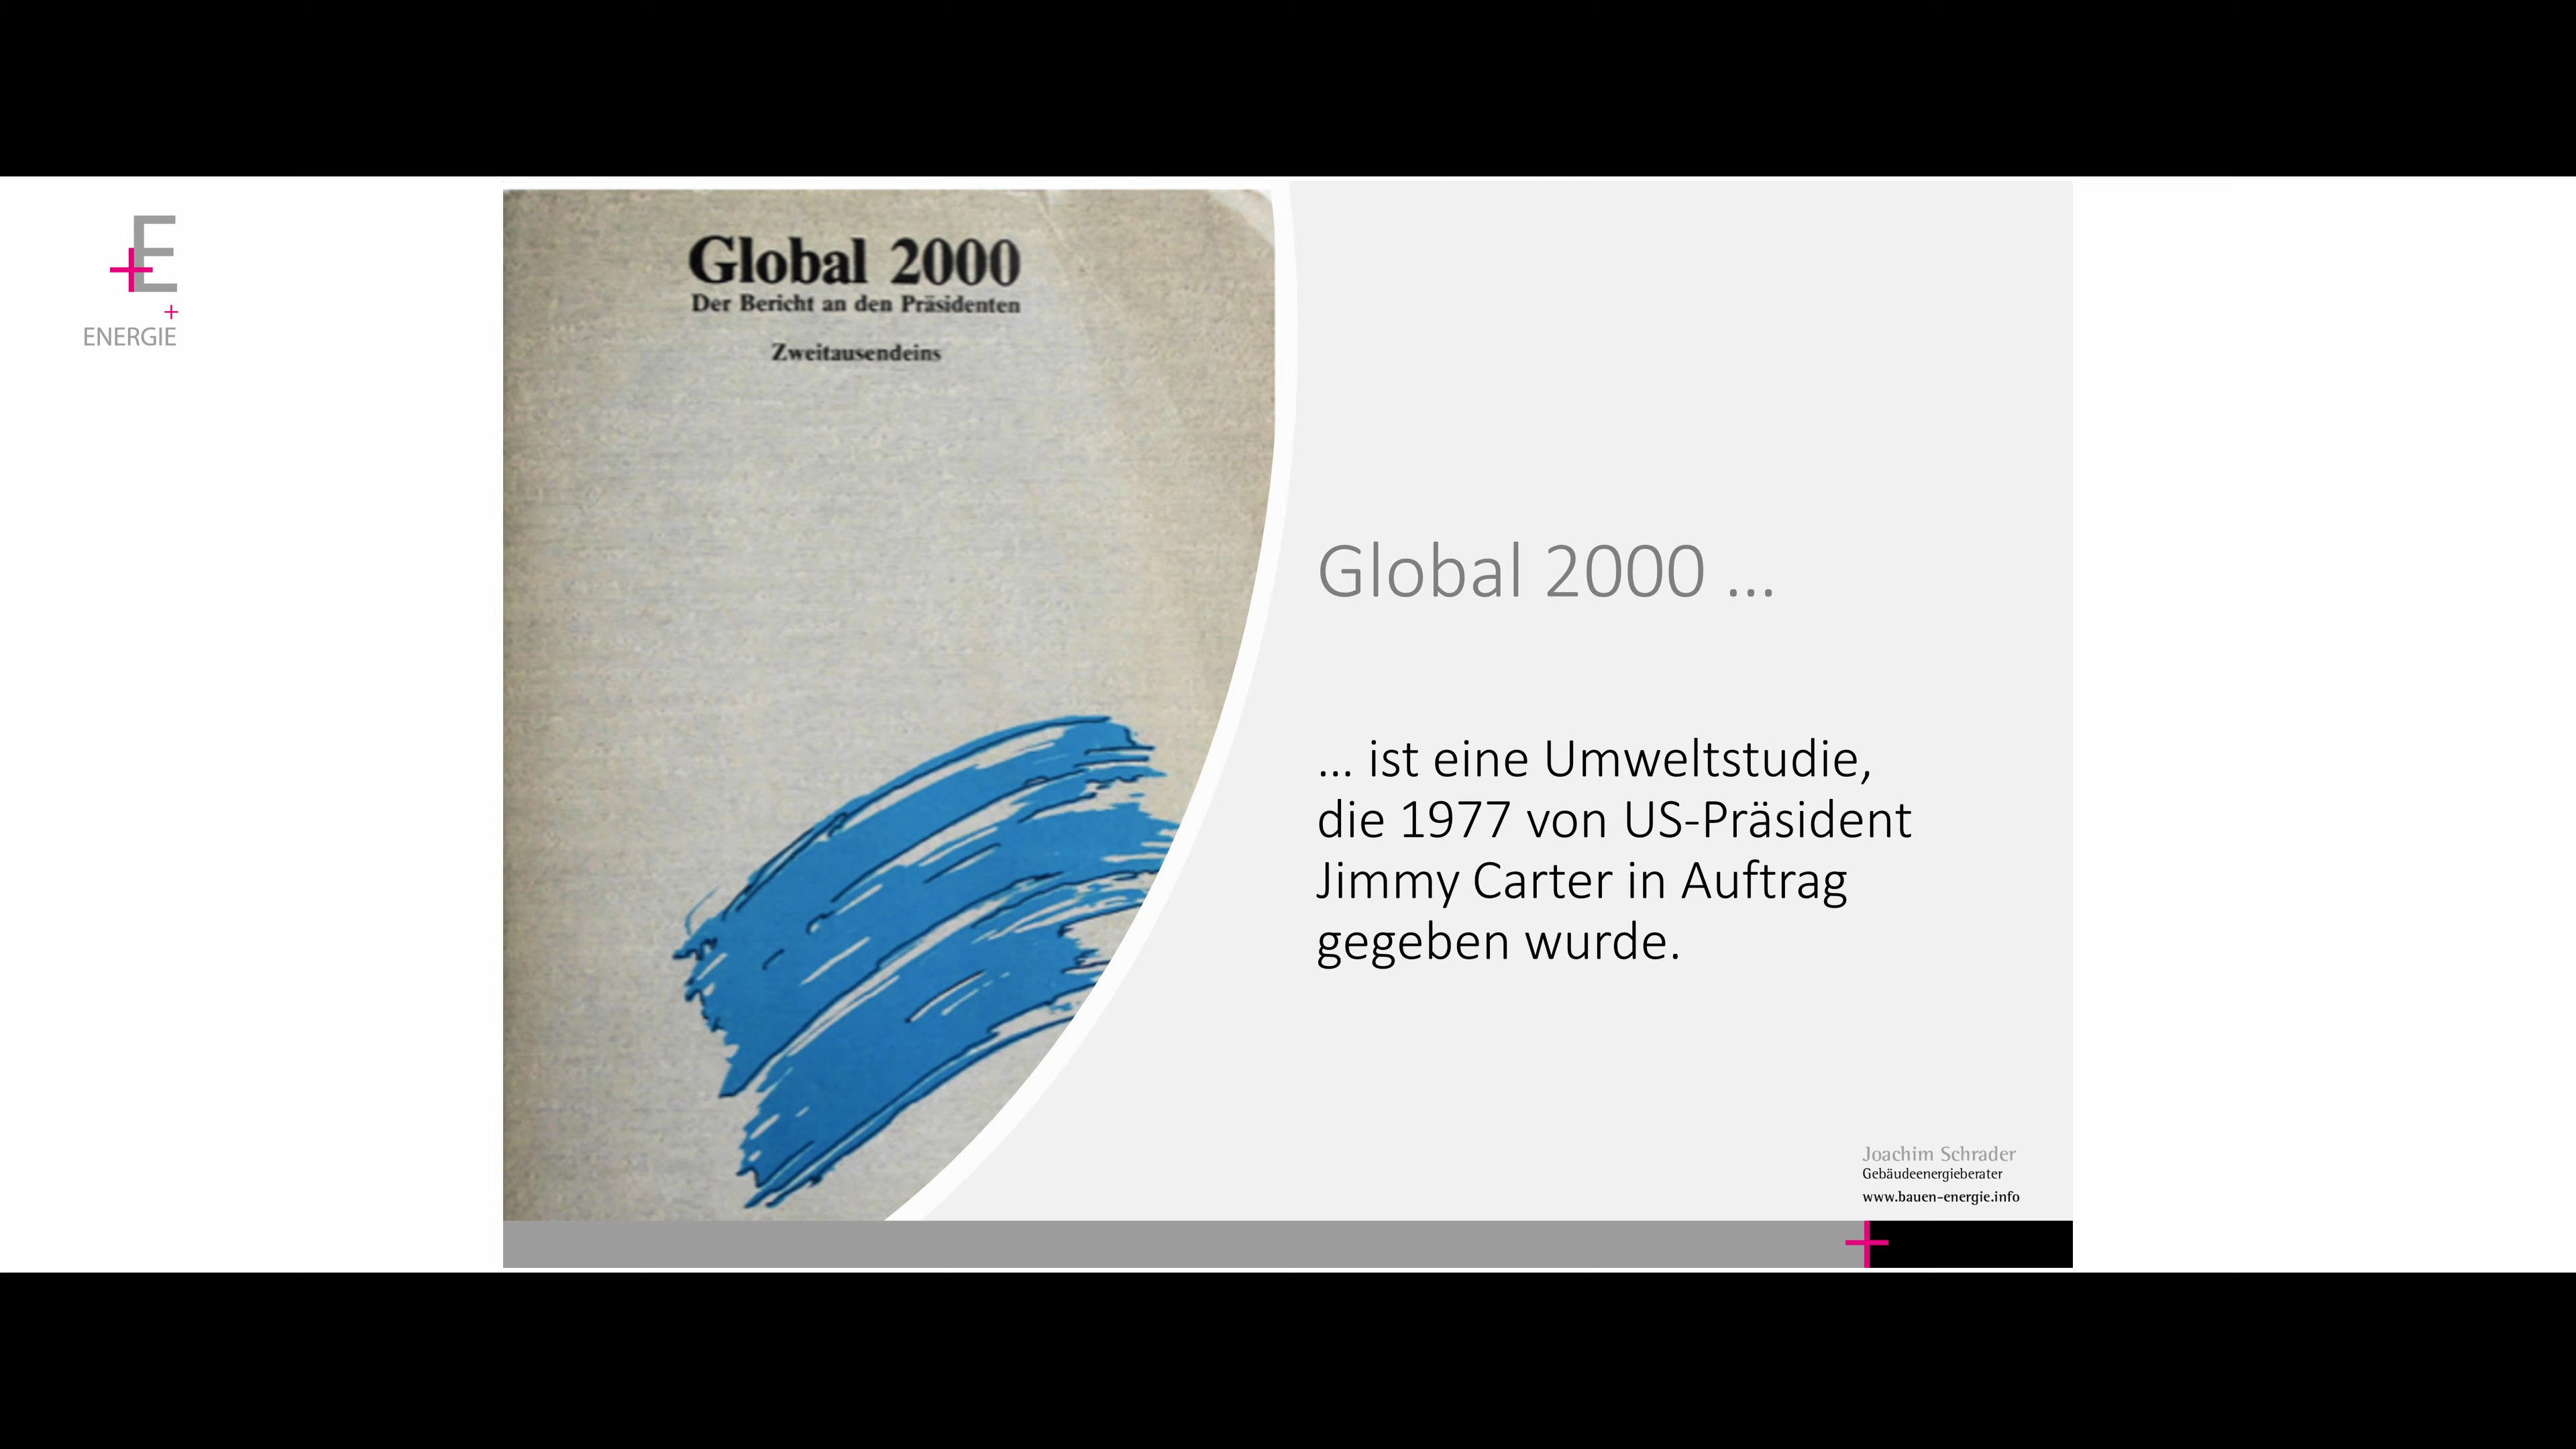 E
ENERGIE
Global 2000
Der Bericht an den Präsidenten
Zweitausendeins
Global 2000 ...
... ist eine Umweltstudie,
die 1977 von US-Präsident
Jimmy Carter in Auftrag
gegeben wurde.
Joachim Schrader
Gebäudeenergieberater
www.bauen-energie.info